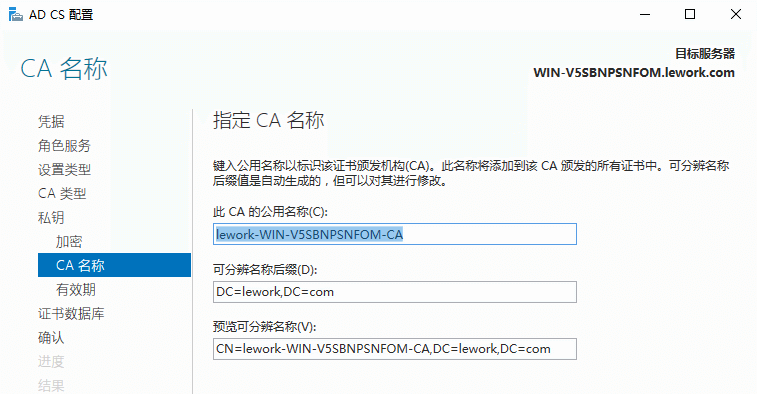 AD CS 配置
CA 名称
目标服务器
WIN-V5SBNPSNFOM.lework.com
凭据
角色服务
设置类型
CA 类型
私钥
加密
CA 名称
有效期
证书数据库
确认
进度
结果
指定 CA 名称
键入公用名称以标识该证书颁发机构(CA)。此名称将添加到该 CA 颁发的所有证书中。可分辨名称
后缀值是自动生成的，但可以对其进行修改。
此 CA 的公用名称(C):
lework-WIN-V5SBNPSNFOM-CA
可分辨名称后缀(D):
DC=lework,DC=com
预览可分辨名称(V):
CN=lework-WIN-V5SBNPSNFOM-CA,DC=lework,DC=com